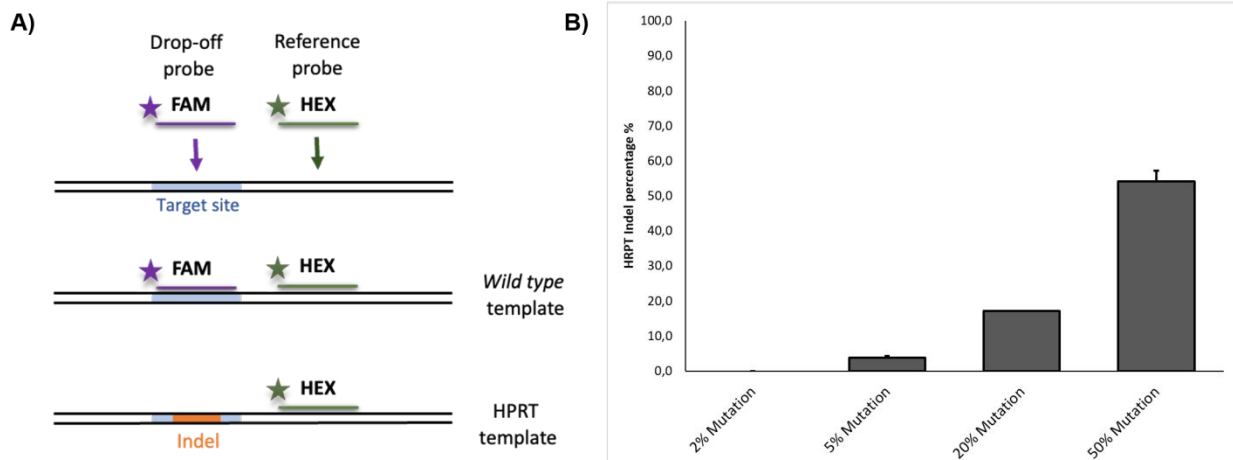 A)
Drop-off
probe
Reference
probe
FAM
HEX
Target site
FAM
HEX
Wild type
template
HEX
HPRT
template
Indel
B)
HRPT Indel percentage %
100,0
90,0
80,0
70,0
60,0
50,0
40,0
30,0
20,0
10,0
0,0
2% Mutation
5% Mutation
20% Mutation
50% Mutation